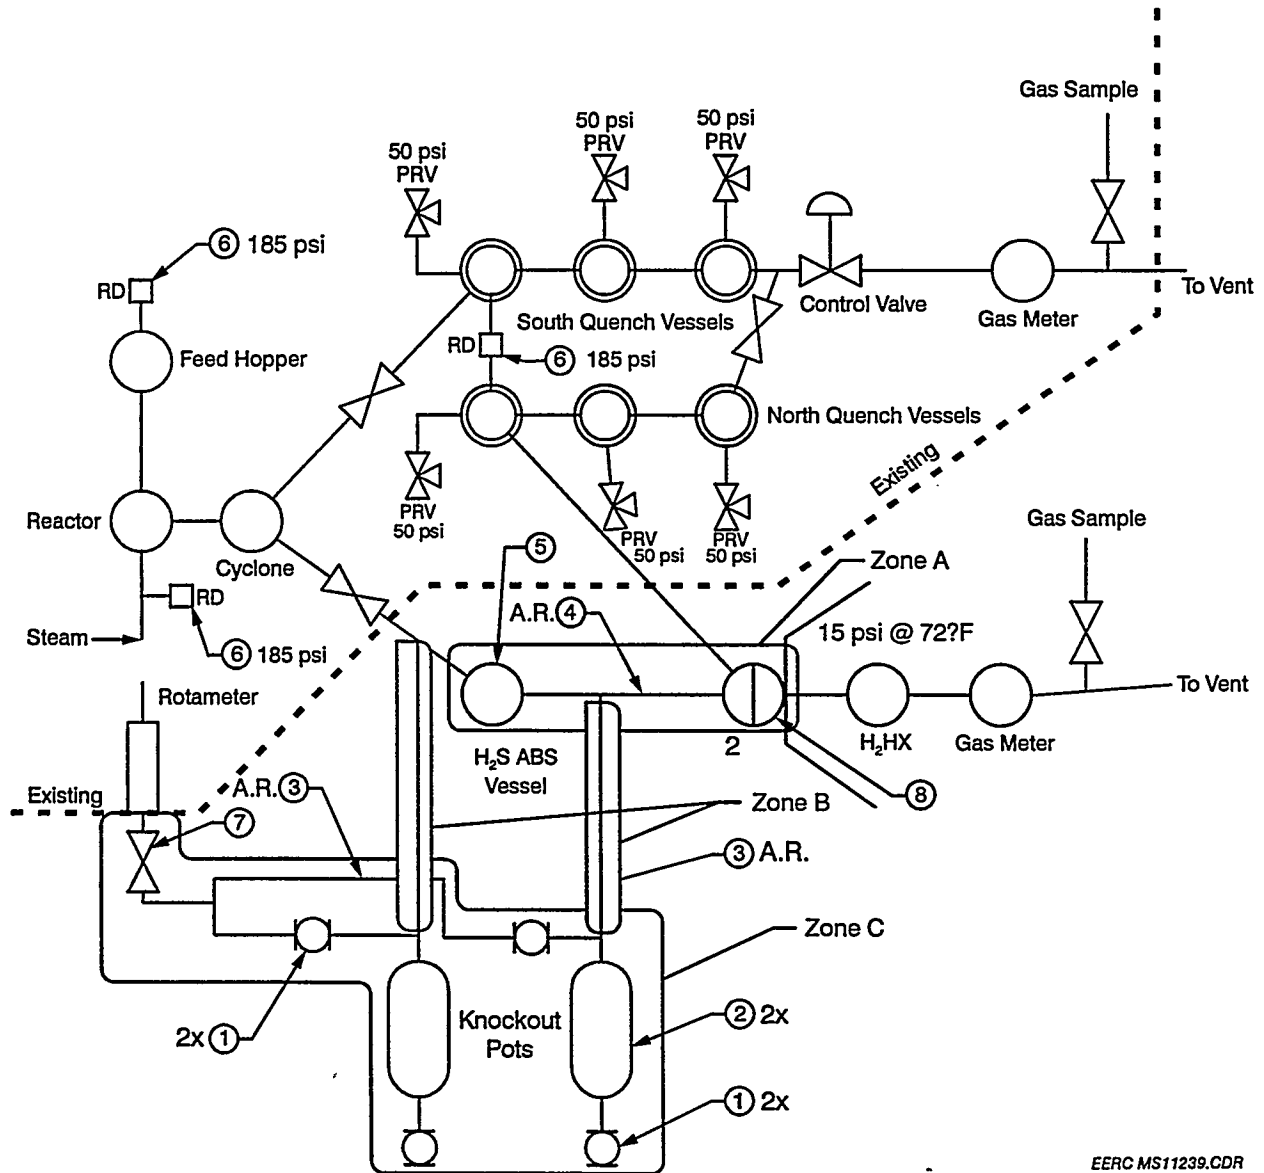 Gas Sample
50 psi
PRV
50 psi
PRV
50 psi
PRV
6 185 psi
RD
To Vent
Control Valve
Gas Meter
South Quench Vessels
Feed Hopper
RD
6 185 psi
North Quench Vessels
Existing
PRV
50 psi
PRV
50 psi
PRV
50 psi
Reactor
Cyclone
Gas Sample
5
Zone A
RD
A.R. 4
Steam
15 psi @ 72?F
6 185 psi
Rotameter
To Vent
2
H₂HX
Gas Meter
H₂S ABS
Vessel
8
Existing
A.R. 3
Zone B
7
3 A.R.
Zone C
Knockout
Pots
2 2x
2x 1
1 2x
EERC MS11239.CDR